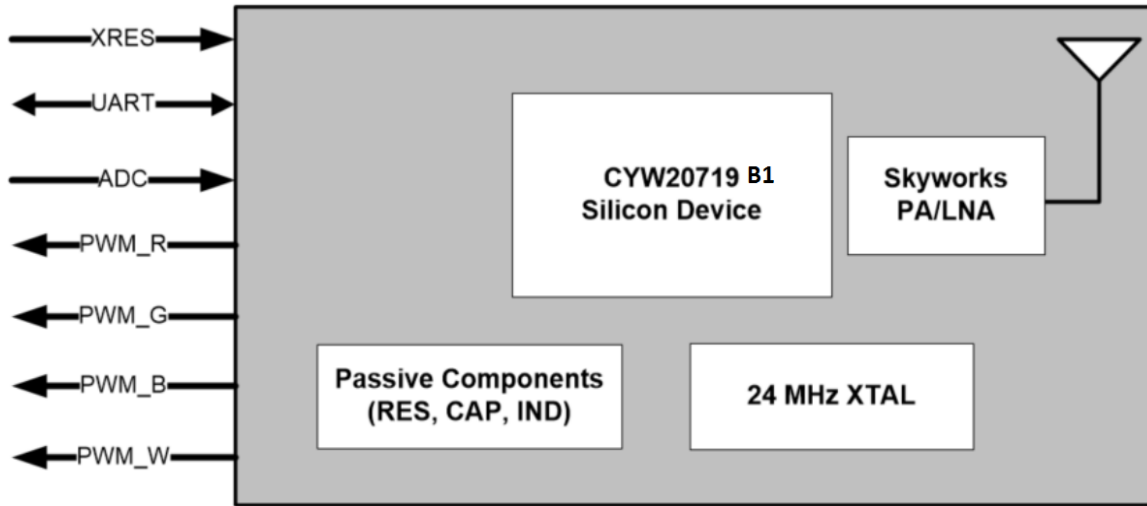 XRES
UART
ADC
PWM_R
PWM_G
PWM_B
PWM_W
CYW20719 B1
Silicon Device
Skyworks
PA/LNA
Passive Components
(RES, CAP, IND)
24 MHz XTAL